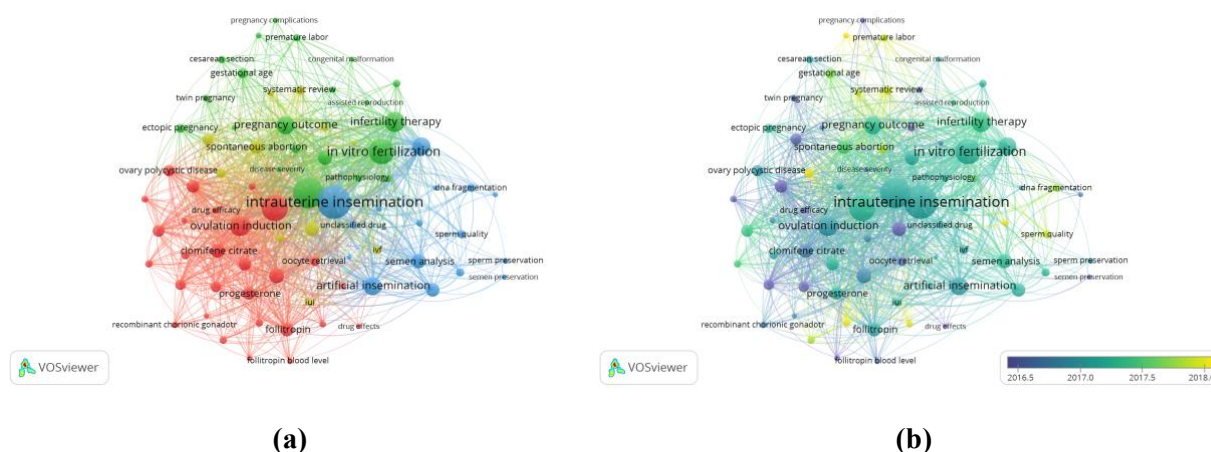 pregnancy complications
premature labor
cesarean section
congenital malformation
gestational age
systematic review
twin pregnancy
assisted reproduction
pregnancy outcome
infertility therapy
ectopic pregnancy
spontaneous abortion
in vitro fertilization
ovary polycystic disease
disease severity
pathophysiology
dna fragmentation
intrauterine insemination
drug efficacy
ovulation induction
unclassified drug
sperm quality
clomifene citrate
ivf
oocyte retrieval
semen analysis
sperm preservation
semen preservation
progesterone
artificial insemination
iui
recombinant chorionic gonadotr
follitropin
drug effects
follitropin blood level
VOSviewer
(a)
pregnancy complications
premature labor
cesarean section
congenital malformation
gestational age
systematic review
twin pregnancy
assisted reproduction
pregnancy outcome
infertility therapy
ectopic pregnancy
spontaneous abortion
in vitro fertilization
ovary polycystic disease
disease severity
pathophysiology
dna fragmentation
intrauterine insemination
drug efficacy
ovulation induction
unclassified drug
sperm quality
clomifene citrate
ivf
oocyte retrieval
semen analysis
sperm preservation
semen preservation
progesterone
artificial insemination
iui
recombinant chorionic gonadotr
follitropin
drug effects
follitropin blood level
VOSviewer
2016.5 2017.0 2017.5 2018.0
(b)